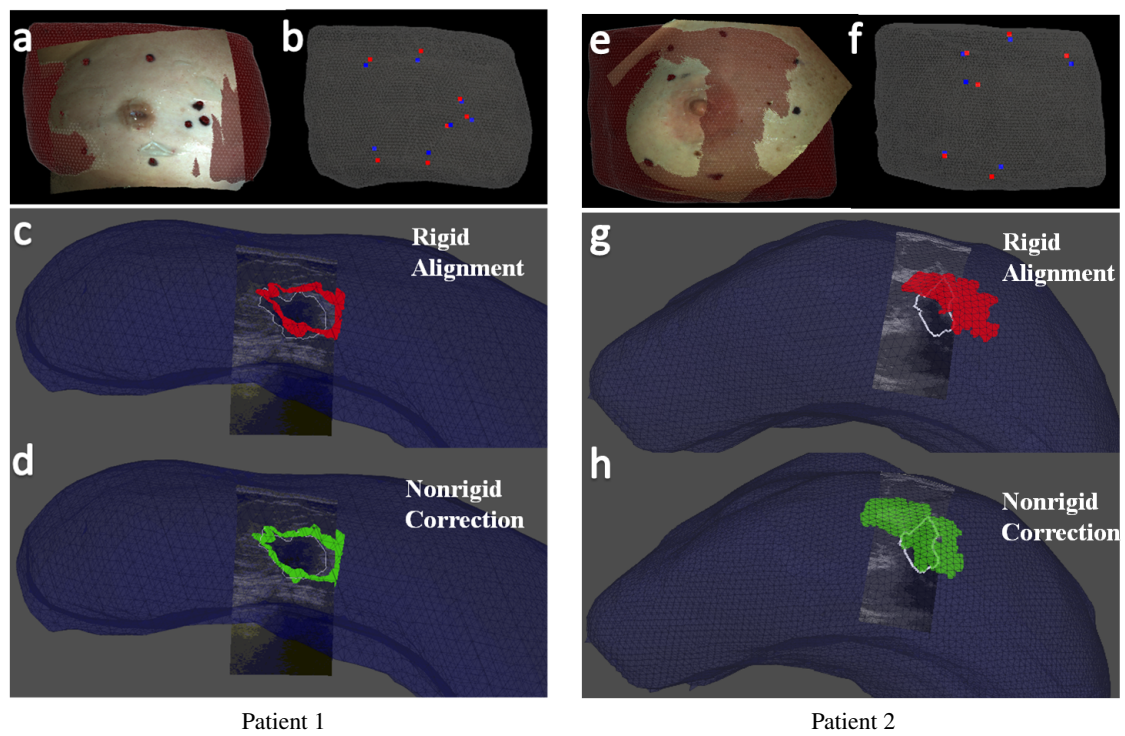 a
b
e
f
c
Rigid
Alignment
g
Rigid
Alignment
d
Nonrigid
Correction
h
Nonrigid
Correction
Patient 1
Patient 2